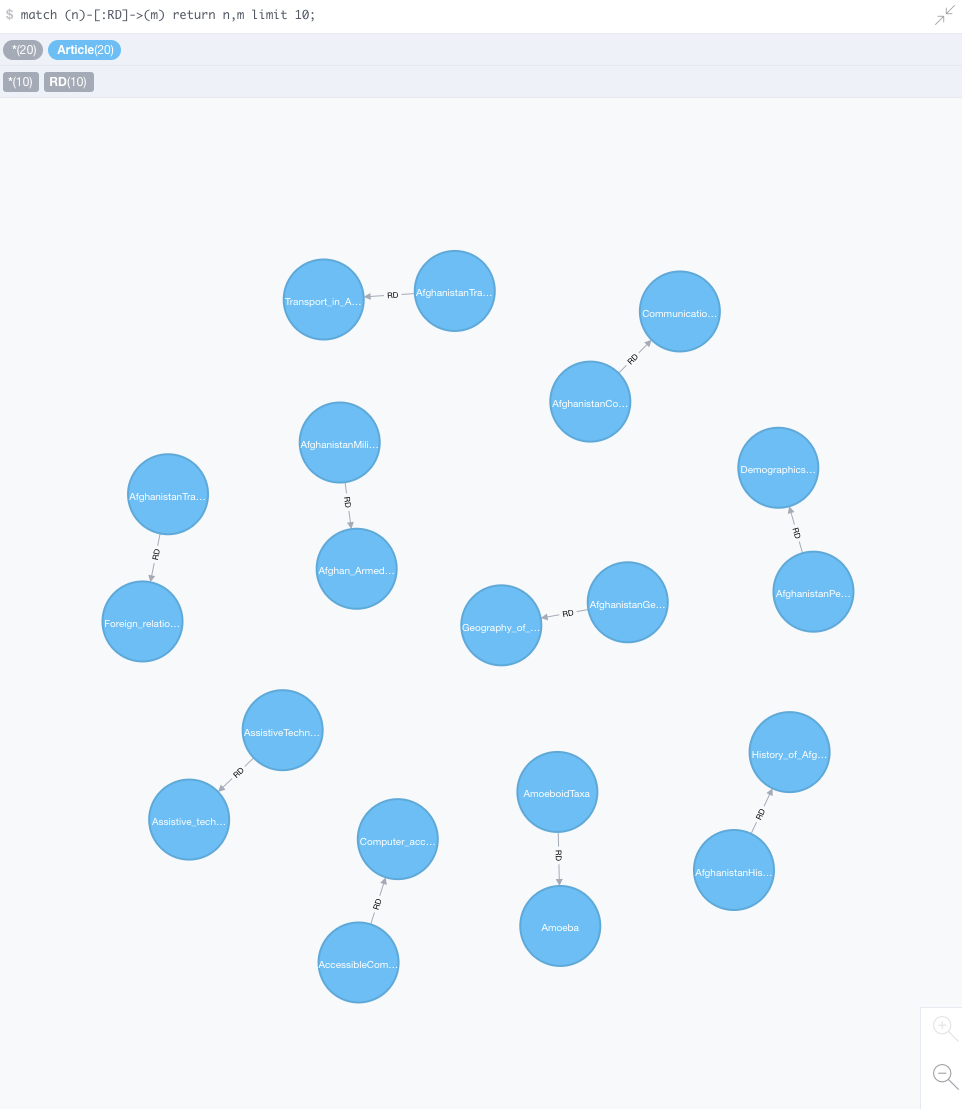 $ match (n)-[:RD]->(m) return n,m limit 10;
*(20) Article(20)
*(10) RD(10)
Transport_in_A...
RD
AfghanistanTra...
Communicatio...
RD
AfghanistanCo...
AfghanistanMili...
RD
Afghan_Armed...
AfghanistanTra...
RD
Foreign_relatio...
Demographics...
RD
AfghanistanPe...
Geography_of_...
RD
AfghanistanGe...
AssistiveTechn...
RD
Assistive_tech...
Computer_acc...
RD
AccessibleCom...
AmoeboidTaxa
RD
Amoeba
History_of_Afg...
RD
AfghanistanHis...